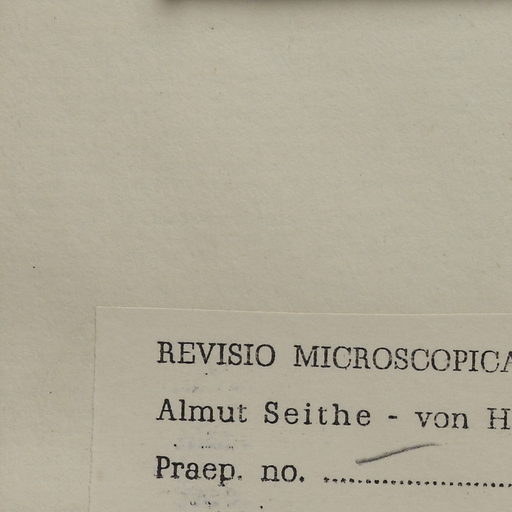 REVISIO MICROSCOPICA
Almut Seithe - von H
Praep. no. ....................